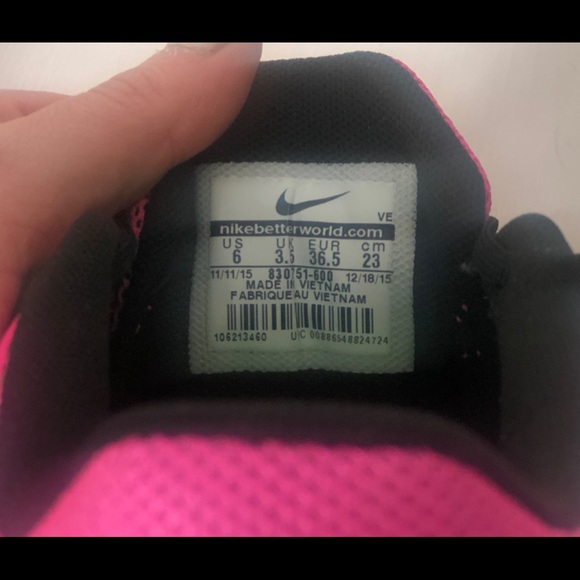 VE
nikebetterworld.com
US UK EUR cm
6 3.5 36.5 23
11/11/15 830751-600 12/18/15
MADE IN VIETNAM
FABRIQUEAU VIETNAM
106213460 UC 00886548824724